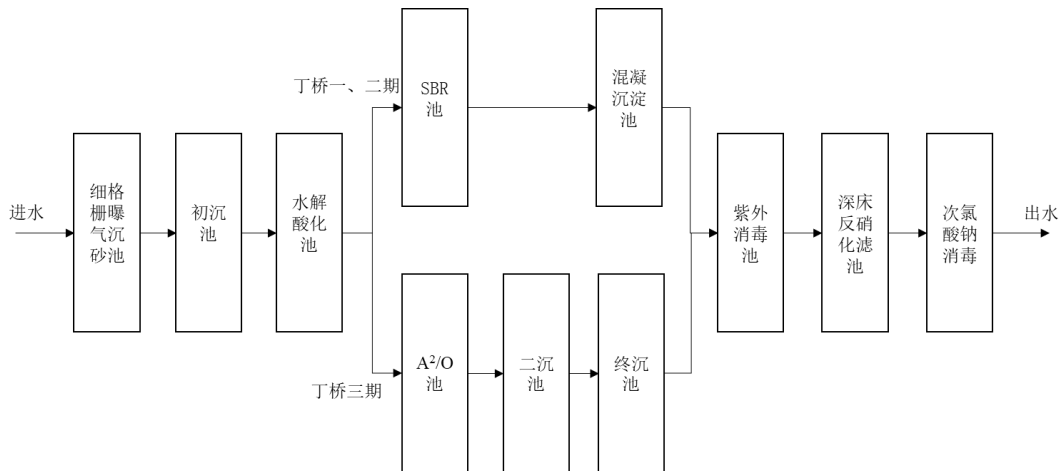 进水
细格
栅曝
气沉
砂池
初沉
池
水解
酸化
池
丁桥一、二期
SBR
池
混凝
沉淀
池
丁桥三期
A²/O
池
二沉
池
终沉
池
紫外
消毒
池
深床
反硝
化滤
池
次氯
酸钠
消毒
出水